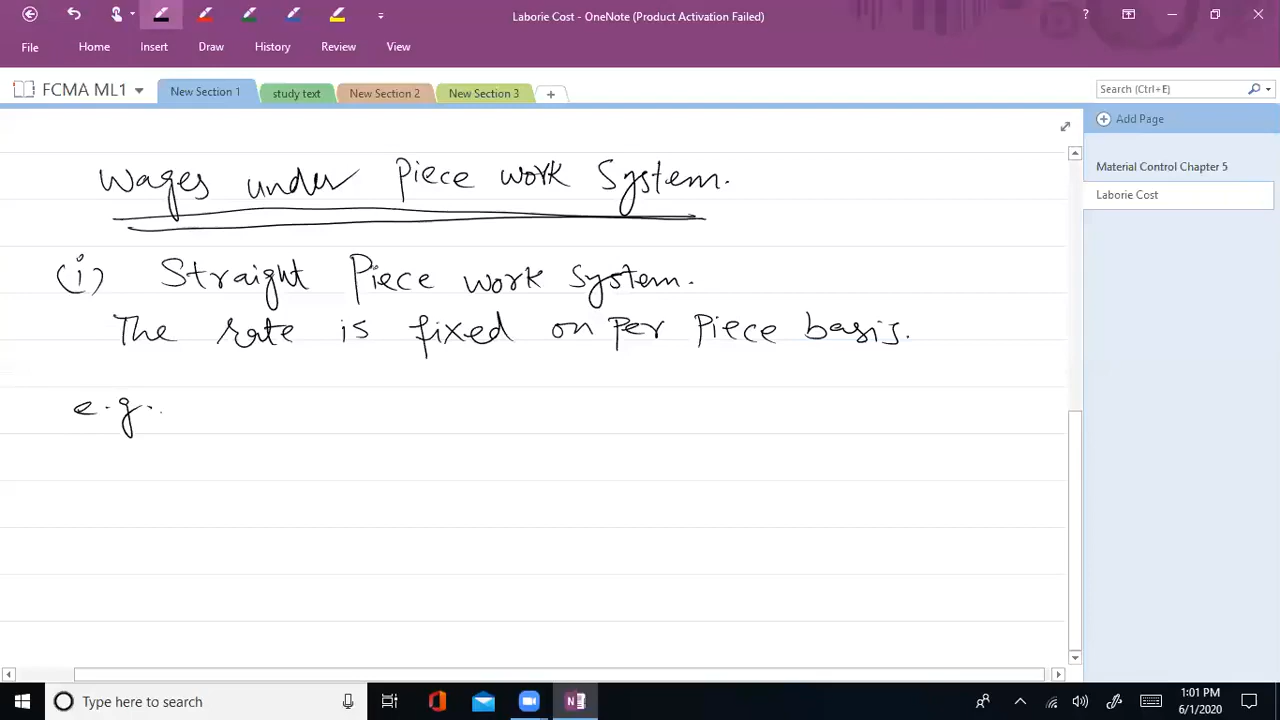 Laborie Cost - OneNote (Product Activation Failed)
?
File Home Insert Draw History Review View
FCMA ML1
New Section 1 study text New Section 2 New Section 3 +
Search (Ctrl+E)
Add Page
Material Control Chapter 5
Laborie Cost
Wages under Piece work System.
(i) Straight Piece work System.
The rate is fixed on Per Piece basis.
e.g.
Type here to search
1:01 PM
6/1/2020